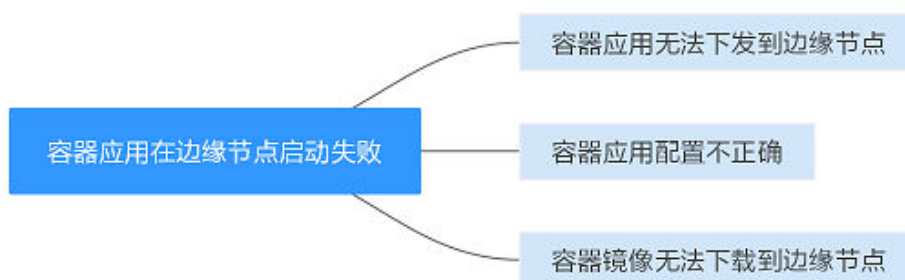 容器应用无法下发到边缘节点
容器应用在边缘节点启动失败
容器应用配置不正确
容器镜像无法下载到边缘节点